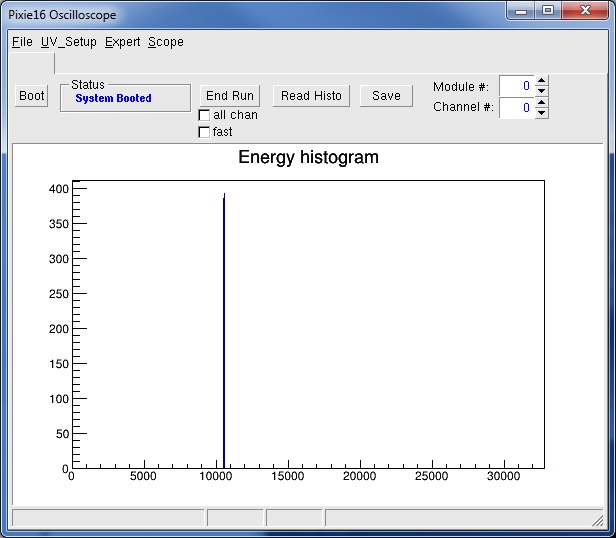 Pixie16 Oscilloscope
File UV_Setup Expert Scope
Status
Boot System Booted End Run Read Histo Save
Module #: 0
Channel #: 0
all chan
fast
Energy histogram
400
350
300
250
200
150
100
50
0
0 5000 10000 15000 20000 25000 30000